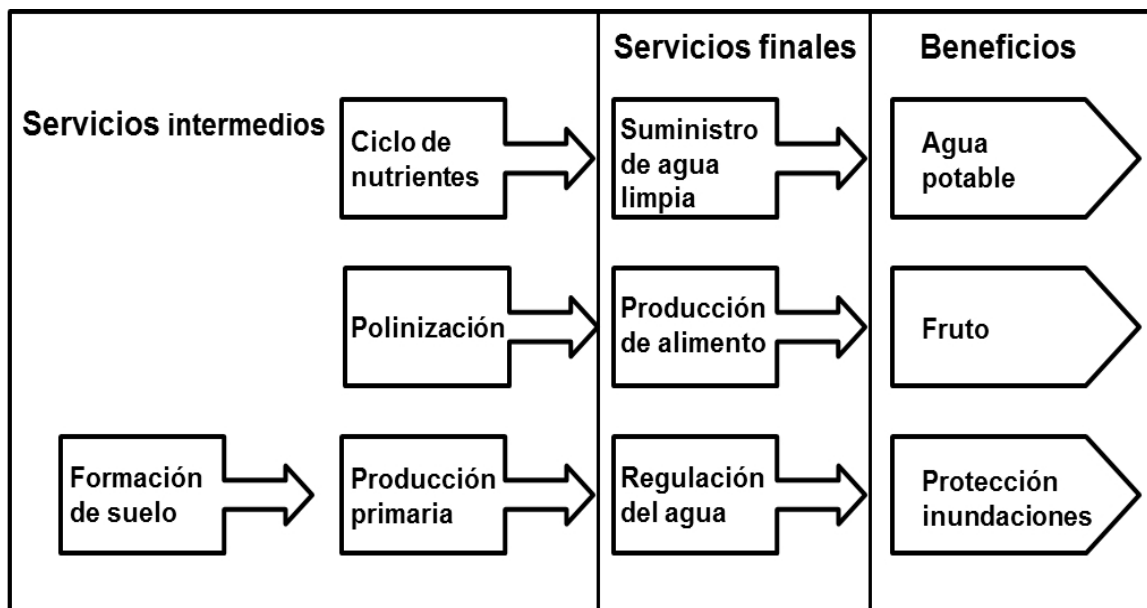 Servicios intermedios
Servicios finales
Beneficios
Ciclo de
nutrientes
Suministro
de agua
limpia
Agua
potable
Polinización
Producción
de alimento
Fruto
Formación
de suelo
Producción
primaria
Regulación
del agua
Protección
inundaciones